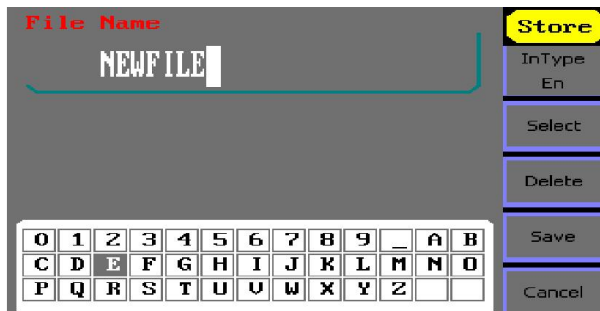 File Name
NEWFILE
Store
InType
En
Select
Delete
Save
Cancel
0 1 2 3 4 5 6 7 8 9 _ A B
C D E F G H I J K L M N O
P Q R S T U V W X Y Z